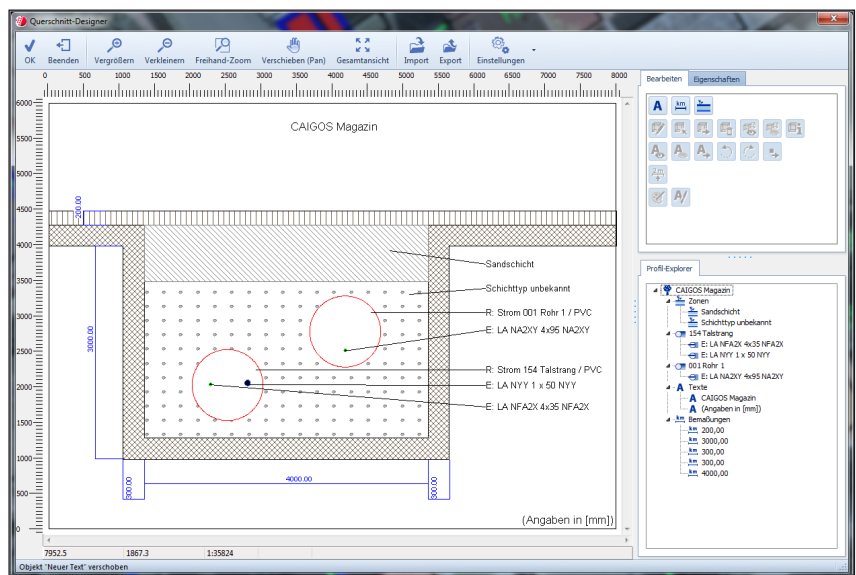 Querschnitt-Designer
OK Beenden Vergrößern Verkleinern Freihand-Zoom Verschieben (Pan) Gesamtansicht Import Export Einstellungen
0 500 1000 1500 2000 2500 3000 3500 4000 4500 5000 5500 6000 6500 7000 7500 8000
6000
5500
5000
4500
4000
3500
3000
2500
2000
1500
1000
500
0
CAIGOS Magazin
200.00
Sandschicht
Schichttyp unbekannt
R: Strom 001 Rohr 1 / PVC
E: LA NA2XY 4x95 NA2XY
3000.00
R: Strom 154 Talstrang / PVC
E: LA NYY 1 x 50 NYY
E: LA NFA2X 4x35 NFA2X
300.00
4000.00
300.00
(Angaben in [mm])
7952.5 1867.3 1:35824
Objekt "Neuer Text" verschoben
Bearbeiten Eigenschaften
A km
A A A
A/
Profil-Explorer
CAIGOS Magazin
Zonen
Sandschicht
Schichttyp unbekannt
154 Talstrang
E: LA NFA2X 4x35 NFA2X
E: LA NYY 1 x 50 NYY
001 Rohr 1
E: LA NA2XY 4x95 NA2XY
A Texte
A CAIGOS Magazin
A (Angaben in [mm])
km Bemaßungen
km 200,00
km 3000,00
km 300,00
km 300,00
km 4000,00